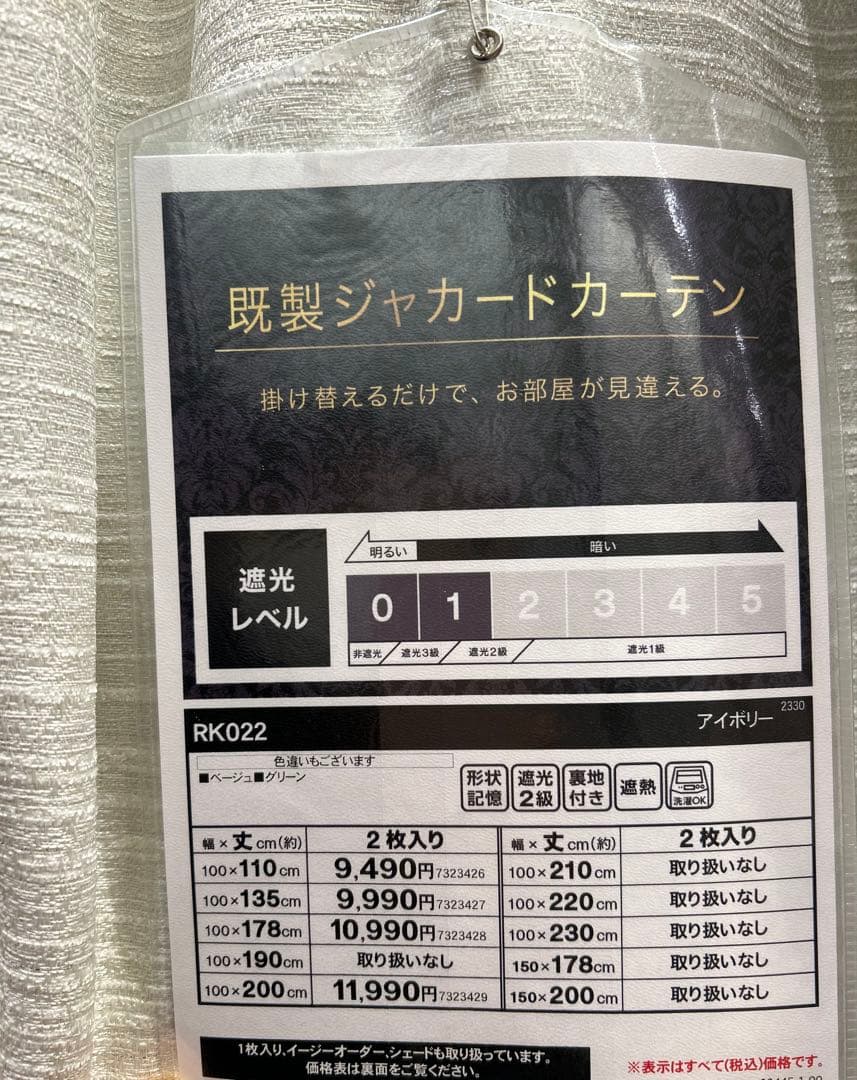 既製ジャカードカーテン
掛け替えるだけで、お部屋が見違える。
遮光
レベル
明るい 暗い
0 1 2 3 4 5
非遮光 遮光3級 遮光2級 遮光1級
RK022 アイボリー 2330
色違いもございます
■ベージュ■グリーン
形状記憶 遮光2級 裏地付き 遮熱 洗濯OK
幅×丈cm(約) 2枚入り 幅×丈cm(約) 2枚入り
100×110cm 9,490円7323426 100×210cm 取り扱いなし
100×135cm 9,990円7323427 100×220cm 取り扱いなし
100×178cm 10,990円7323428 100×230cm 取り扱いなし
100×190cm 取り扱いなし 150×178cm 取り扱いなし
100×200cm 11,990円7323429 150×200cm 取り扱いなし
1枚入り、イージーオーダー、シェードも取り扱っています。
価格表は裏面をご覧ください。
※表示はすべて(税込)価格です。